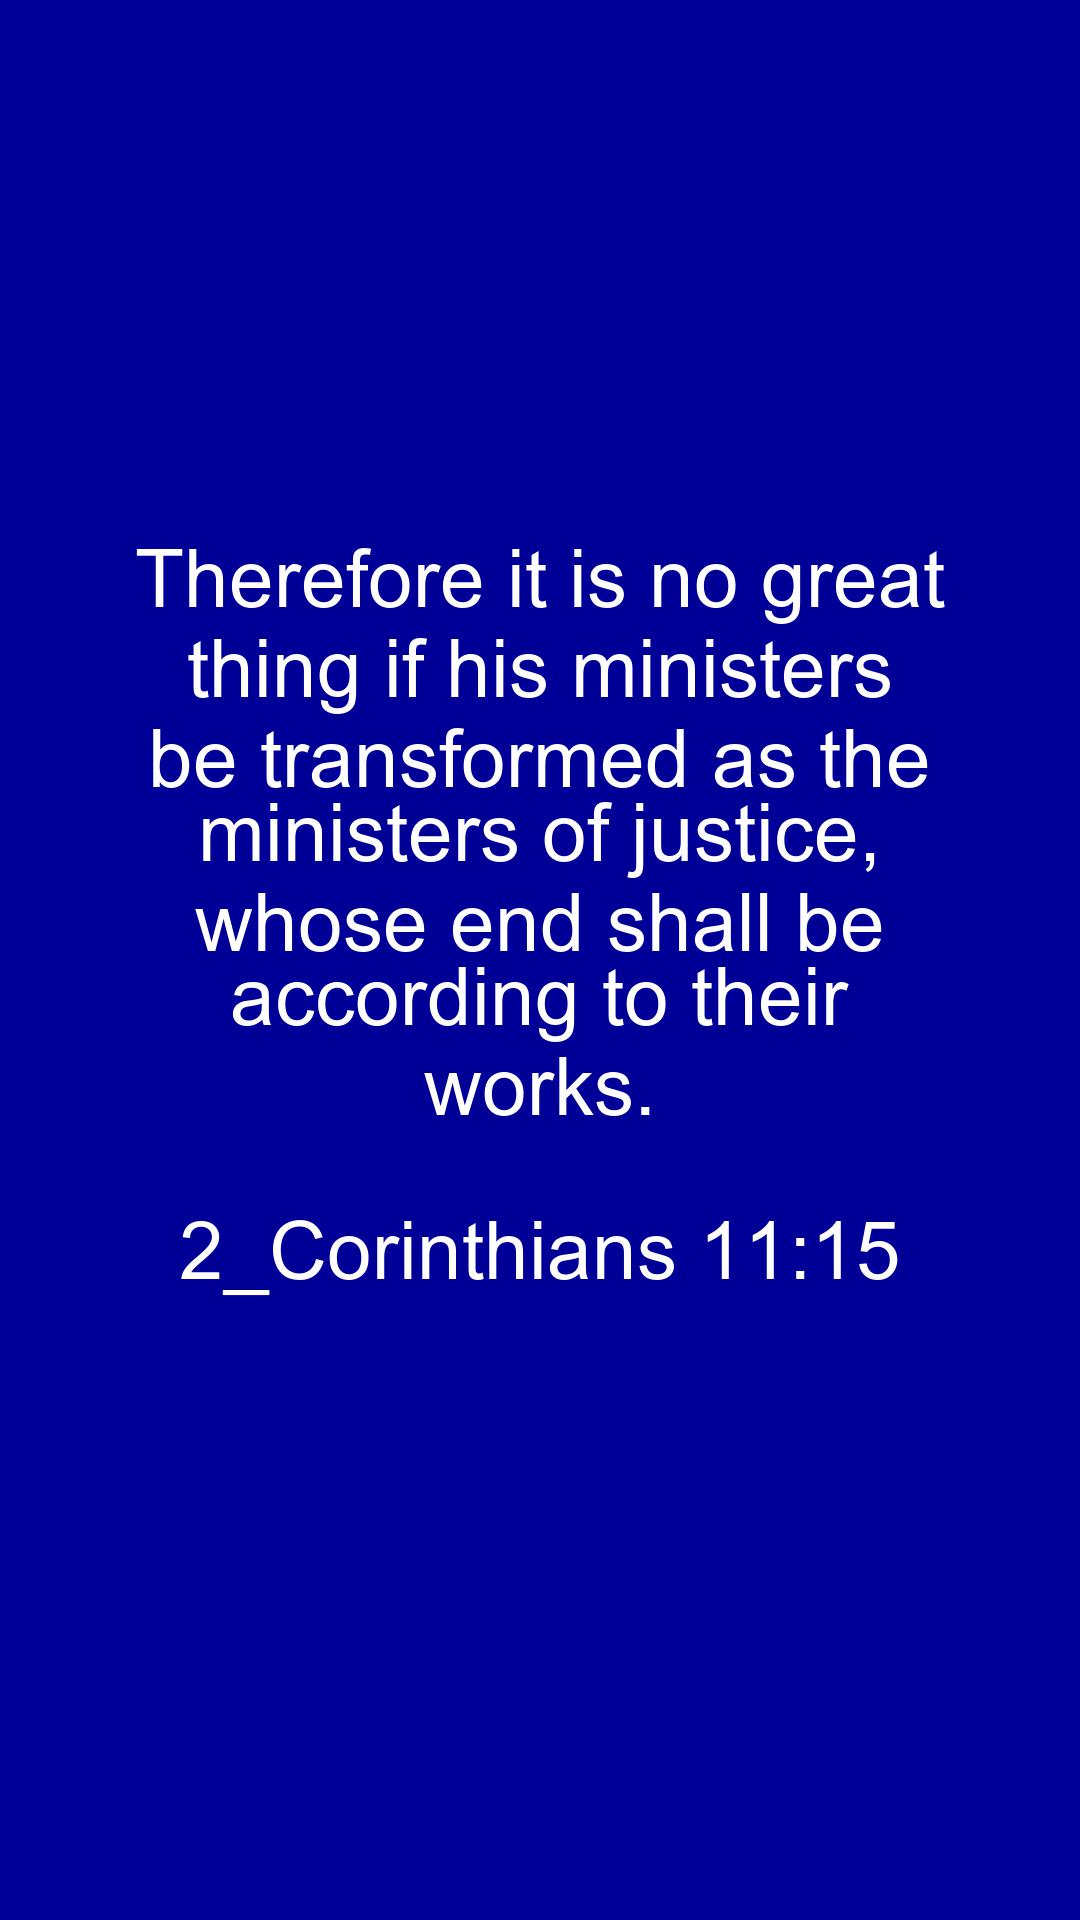 Therefore it is no great
thing if his ministers
be transformed as the
ministers of justice,
whose end shall be
according to their
works.
2_Corinthians 11:15